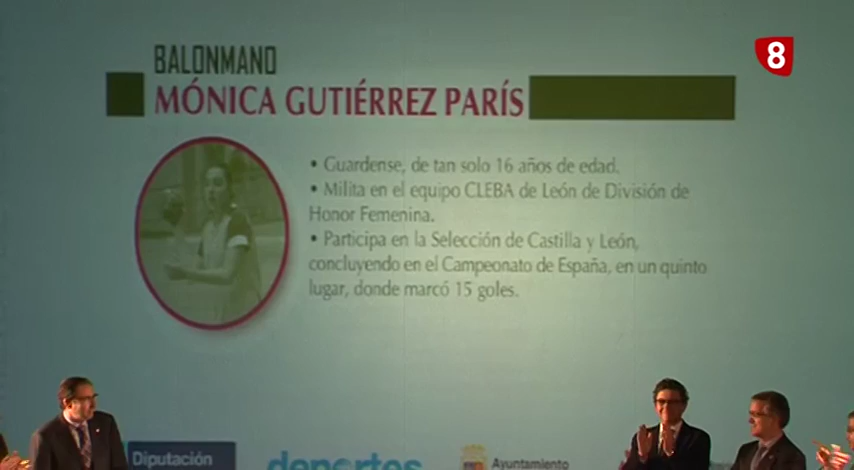 8
BALONMANO
MÓNICA GUTIÉRREZ PARÍS
• Guardense, de tan solo 16 años de edad.
• Milita en el equipo CLEBA de León de División de
Honor Femenina.
• Participa en la Selección de Castilla y León,
concluyendo en el Campeonato de España, en un quinto
lugar, donde marcó 15 goles.
Diputación
deportes
Ayuntamiento